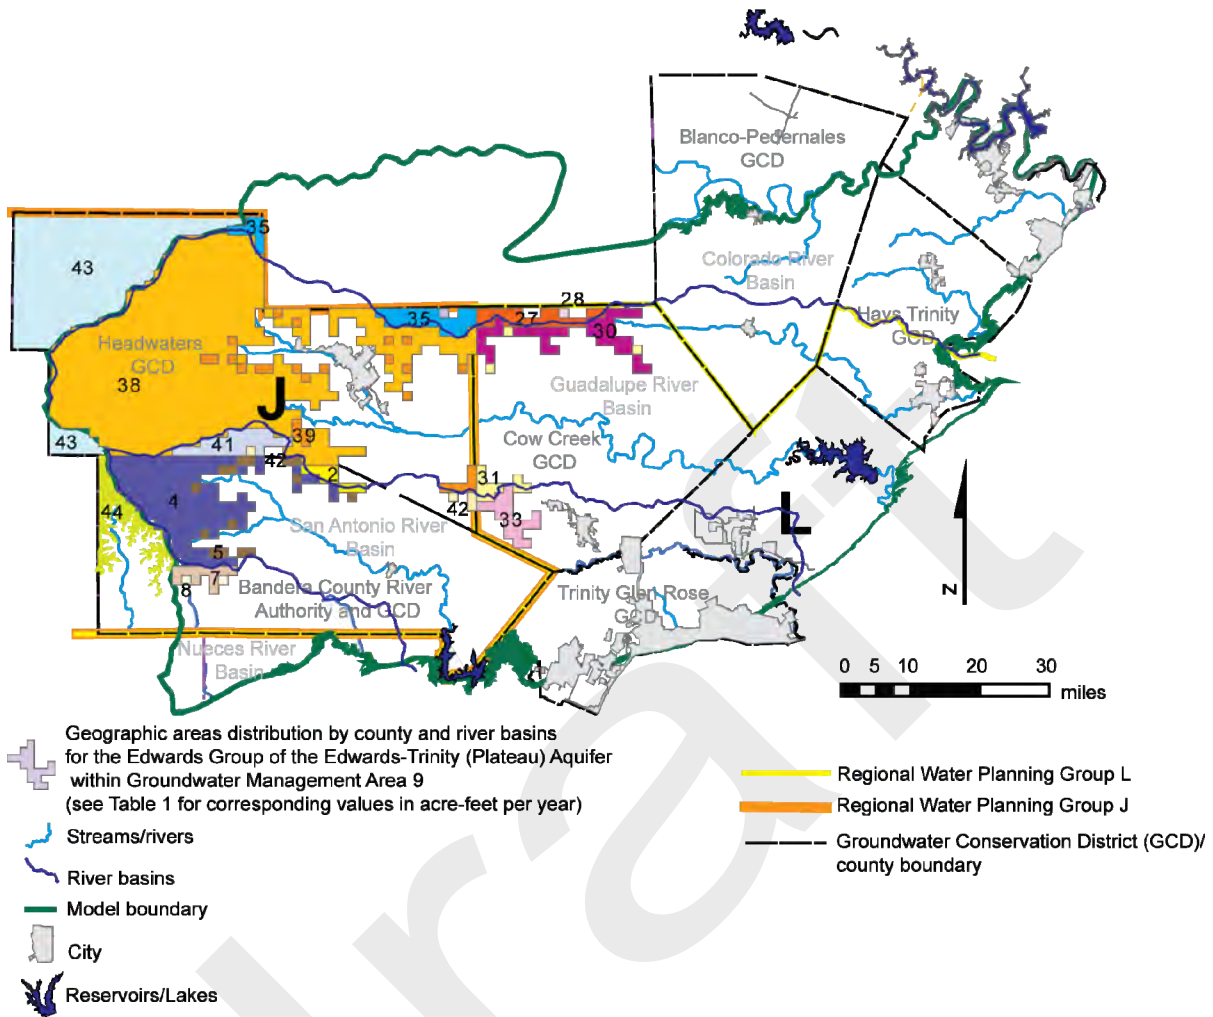 Blanco-Pedernales
GCD
35
43
Colorado River
Basin
28
35
27
30
Hays Trinity
GCD
Headwaters
GCD
38
J
Guadalupe River
Basin
39
43
41
42
Cow Creek
GCD
2
31
4
44
42
33
L
San Antonio River
Basin
5
7
8
Bandera County River
Authority and GCD
Trinity Glen Rose
GCD
N
Nueces River
Basin
0 5 10 20 30
miles
Geographic areas distribution by county and river basins
for the Edwards Group of the Edwards-Trinity (Plateau) Aquifer
within Groundwater Management Area 9
(see Table 1 for corresponding values in acre-feet per year)
Streams/rivers
River basins
Model boundary
City
Reservoirs/Lakes
Regional Water Planning Group L
Regional Water Planning Group J
Groundwater Conservation District (GCD)/
county boundary
draft